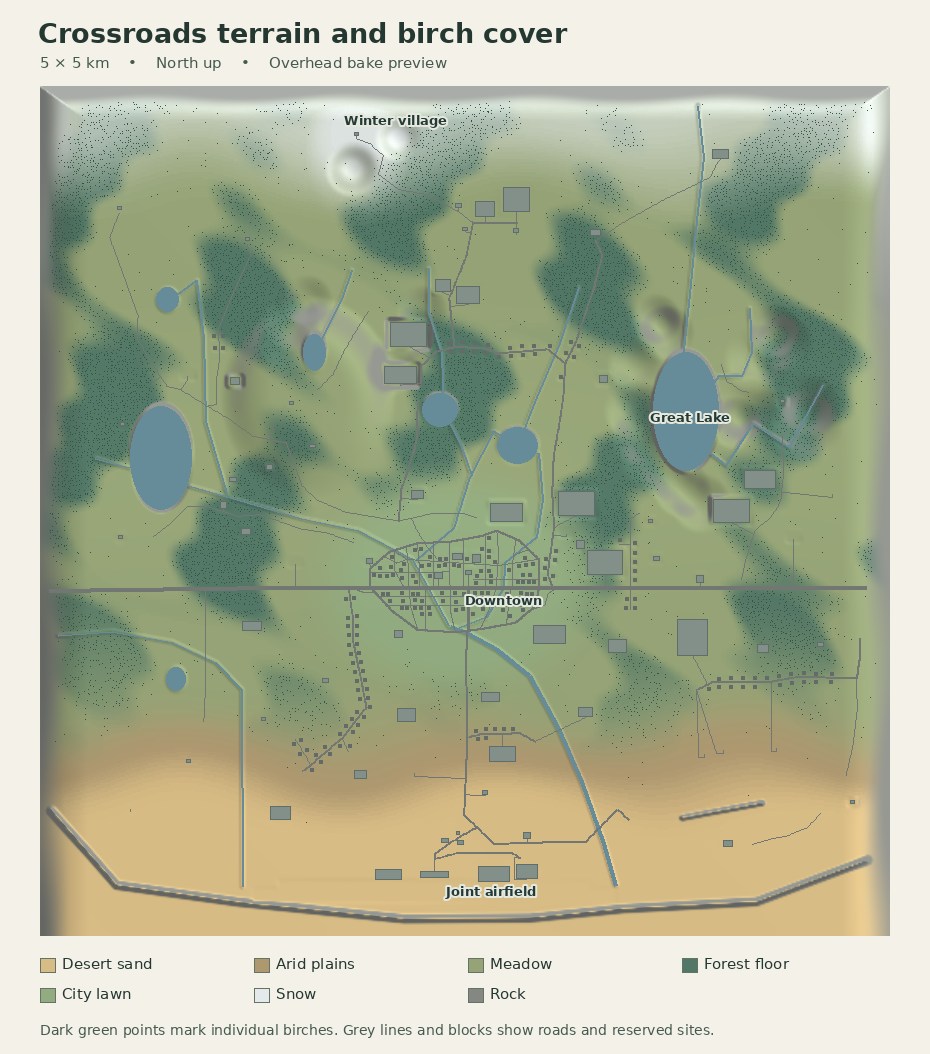 Crossroads terrain and birch cover
5 × 5 km • North up • Overhead bake preview
Winter village
Great Lake
Downtown
Joint airfield
Desert sand Arid plains Meadow Forest floor
City lawn Snow Rock
Dark green points mark individual birches. Grey lines and blocks show roads and reserved sites.